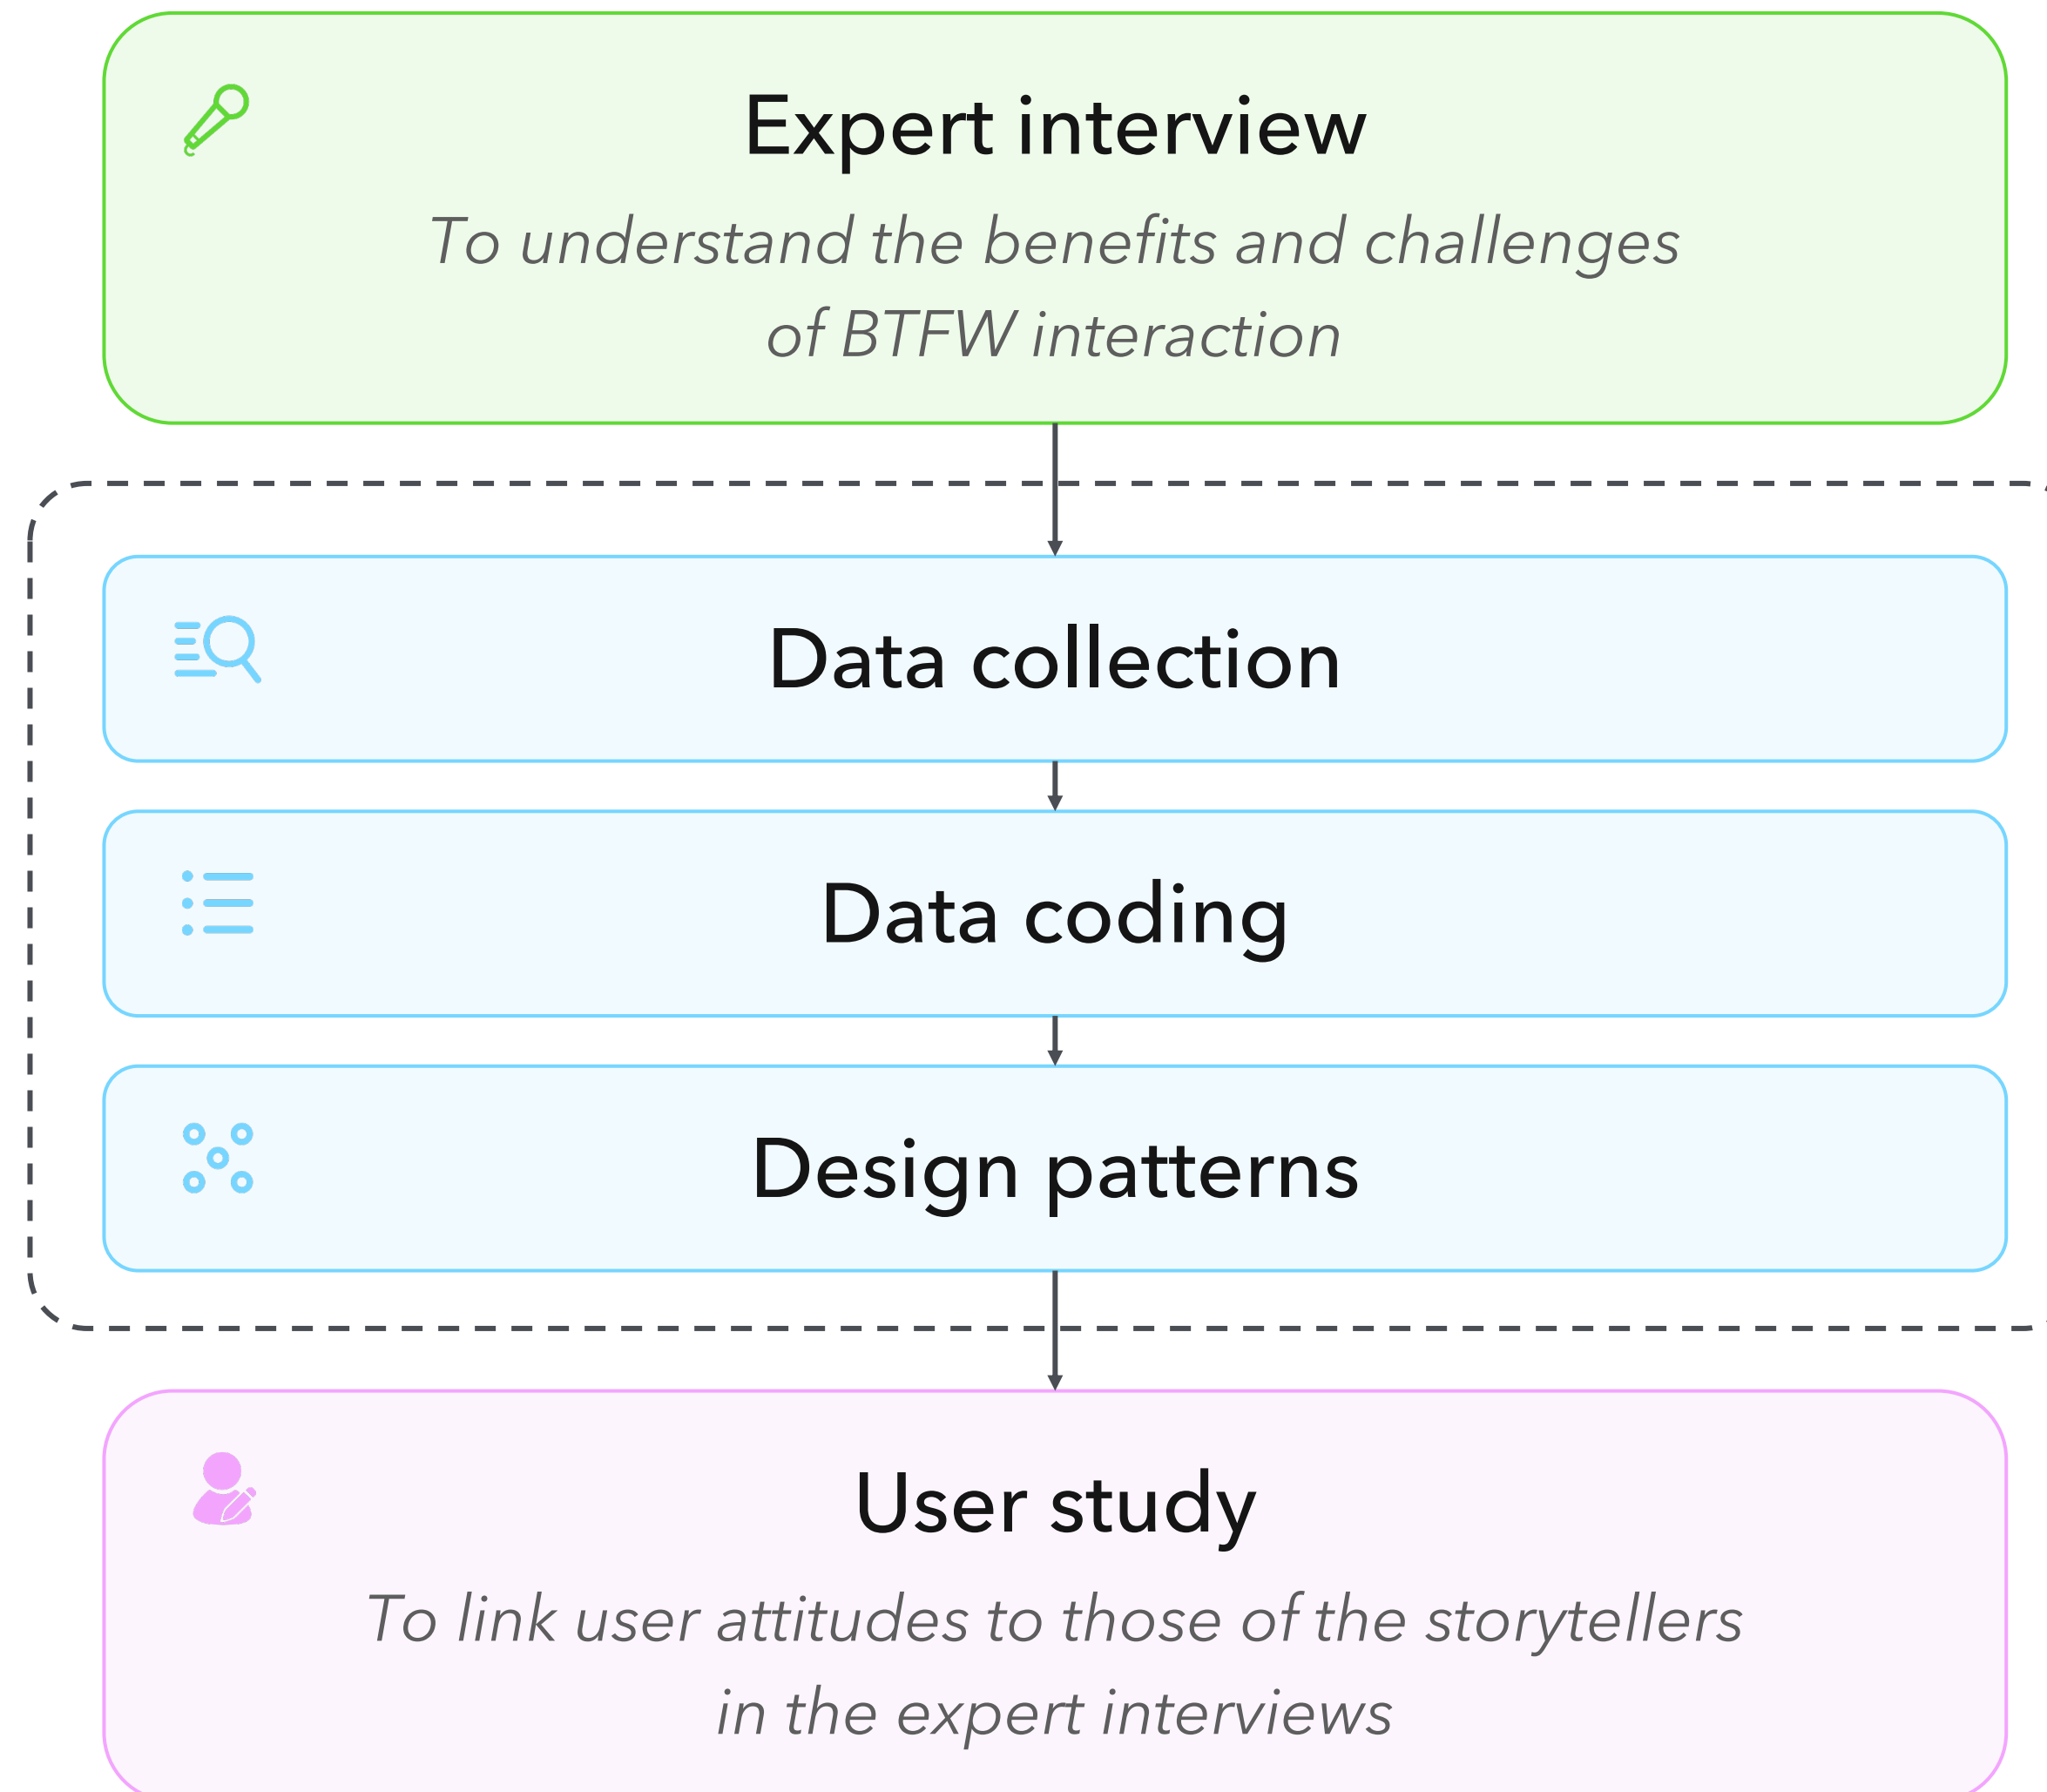 Expert interview
To understand the benefits and challenges
of BTFW interaction
Data collection
Data coding
Design patterns
User study
To link user attitudes to those of the storytellers
in the expert interviews